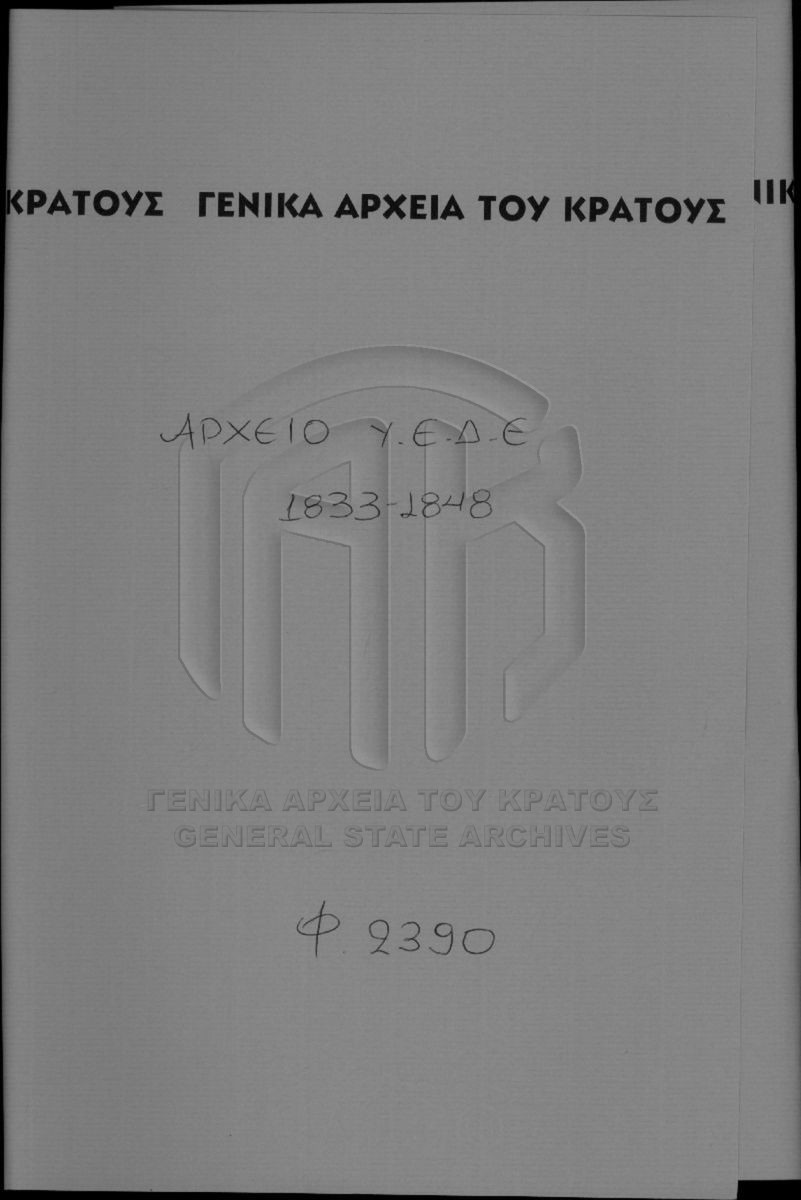 ΚΡΑΤΟΥΣ ΓΕΝΙΚΑ ΑΡΧΕΙΑ ΤΟΥ ΚΡΑΤΟΥΣ
ΑΡΧΕΙΟ Υ.Ε.Δ.Ε
1833-1848
ΓΕΝΙΚΑ ΑΡΧΕΙΑ ΤΟΥ ΚΡΑΤΟΥΣ
GENERAL STATE ARCHIVES
Φ. 2390